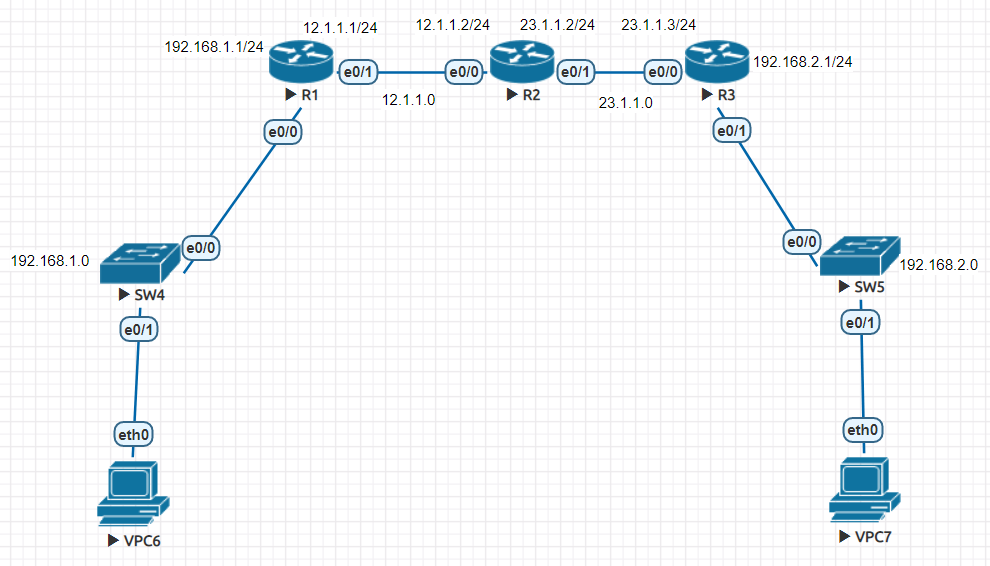 12.1.1.1/24
12.1.1.2/24
23.1.1.2/24
23.1.1.3/24
192.168.1.1/24
192.168.2.1/24
e0/1
e0/0
e0/1
e0/0
R1
12.1.1.0
R2
23.1.1.0
R3
e0/0
e0/1
e0/0
e0/0
192.168.1.0
192.168.2.0
SW4
SW5
e0/1
e0/1
eth0
eth0
VPC6
VPC7